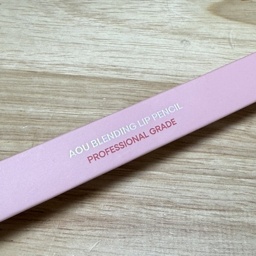 AOU BLENDING LIP PENCIL
PROFESSIONAL GRADE